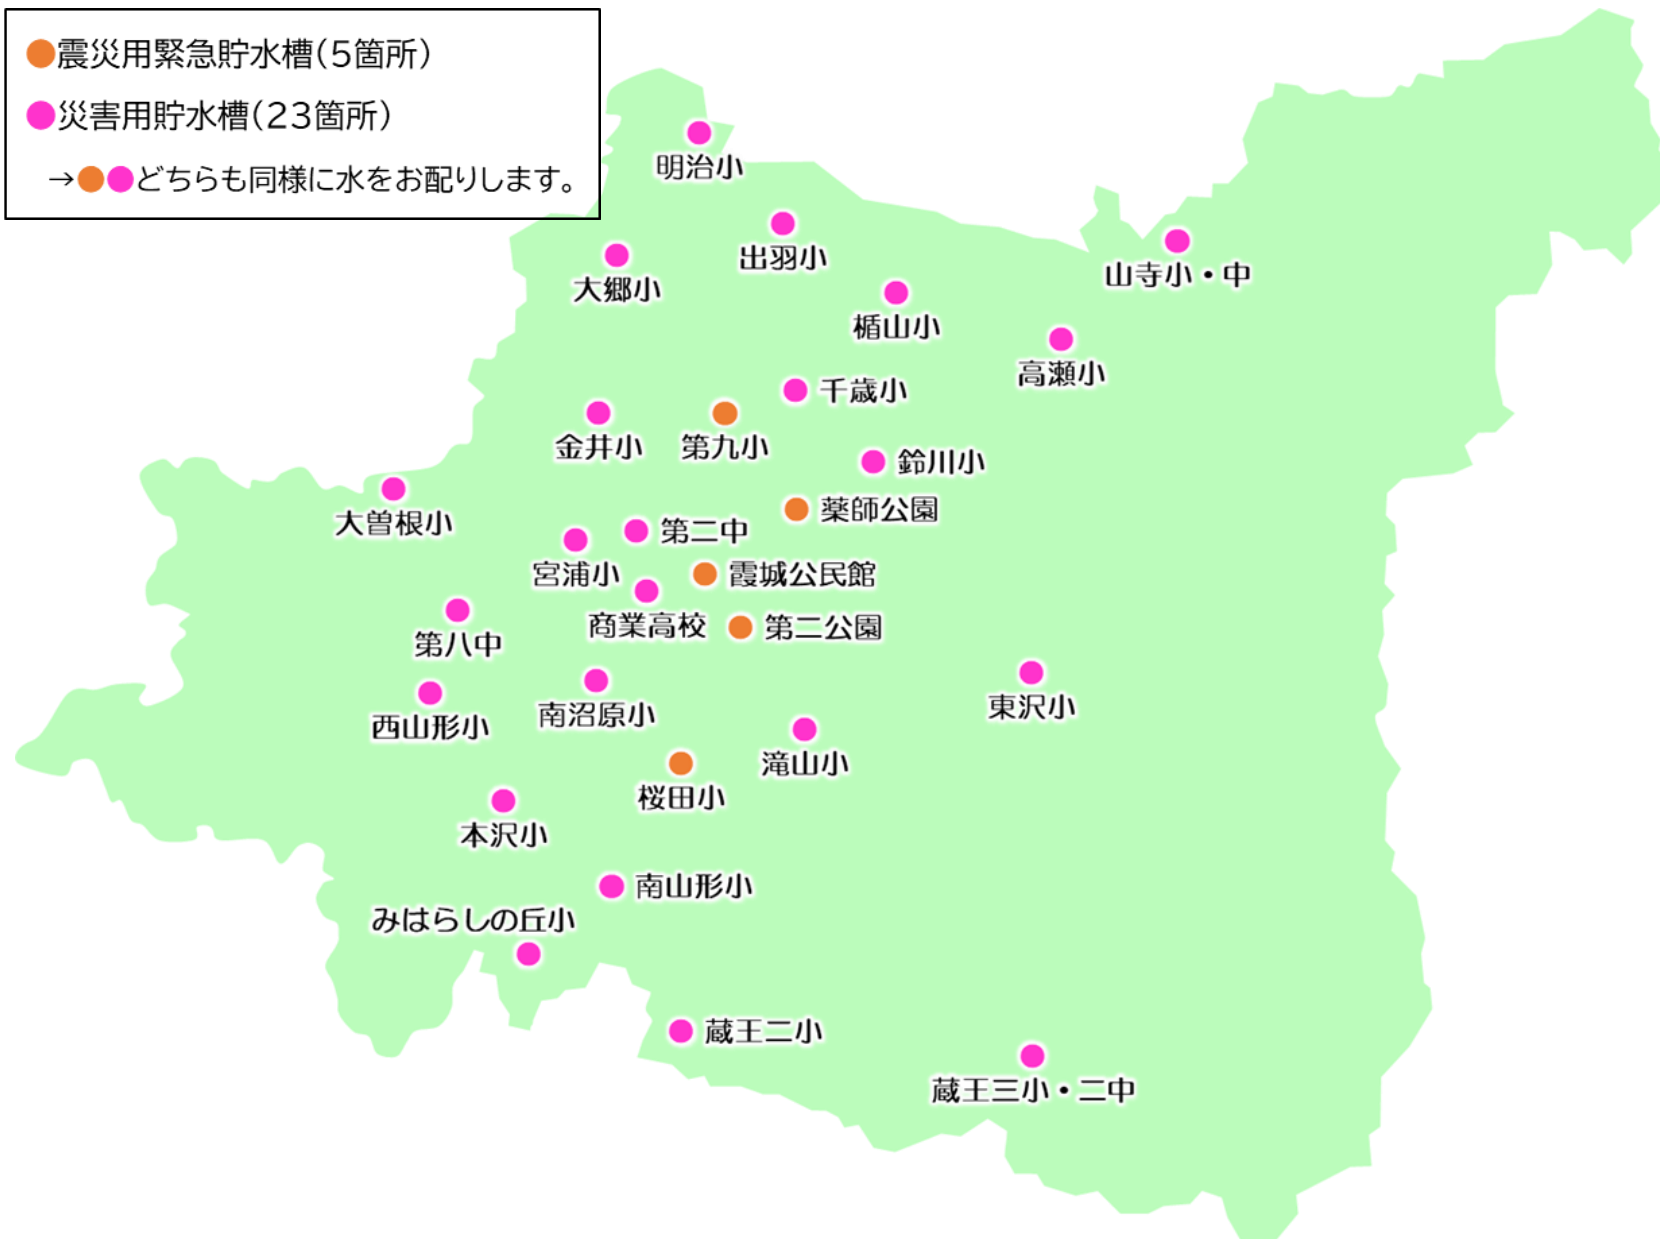 ●震災用緊急貯水槽(5箇所)
●災害用貯水槽(23箇所)
→●●どちらも同様に水をお配りします。
明治小
出羽小
山寺小・中
大郷小
楯山小
高瀬小
千歳小
金井小
第九小
鈴川小
薬師公園
大曽根小
第二中
宮浦小
霞城公民館
商業高校
第二公園
第八中
東沢小
南沼原小
西山形小
滝山小
桜田小
本沢小
南山形小
みはらしの丘小
蔵王二小
蔵王三小・二中